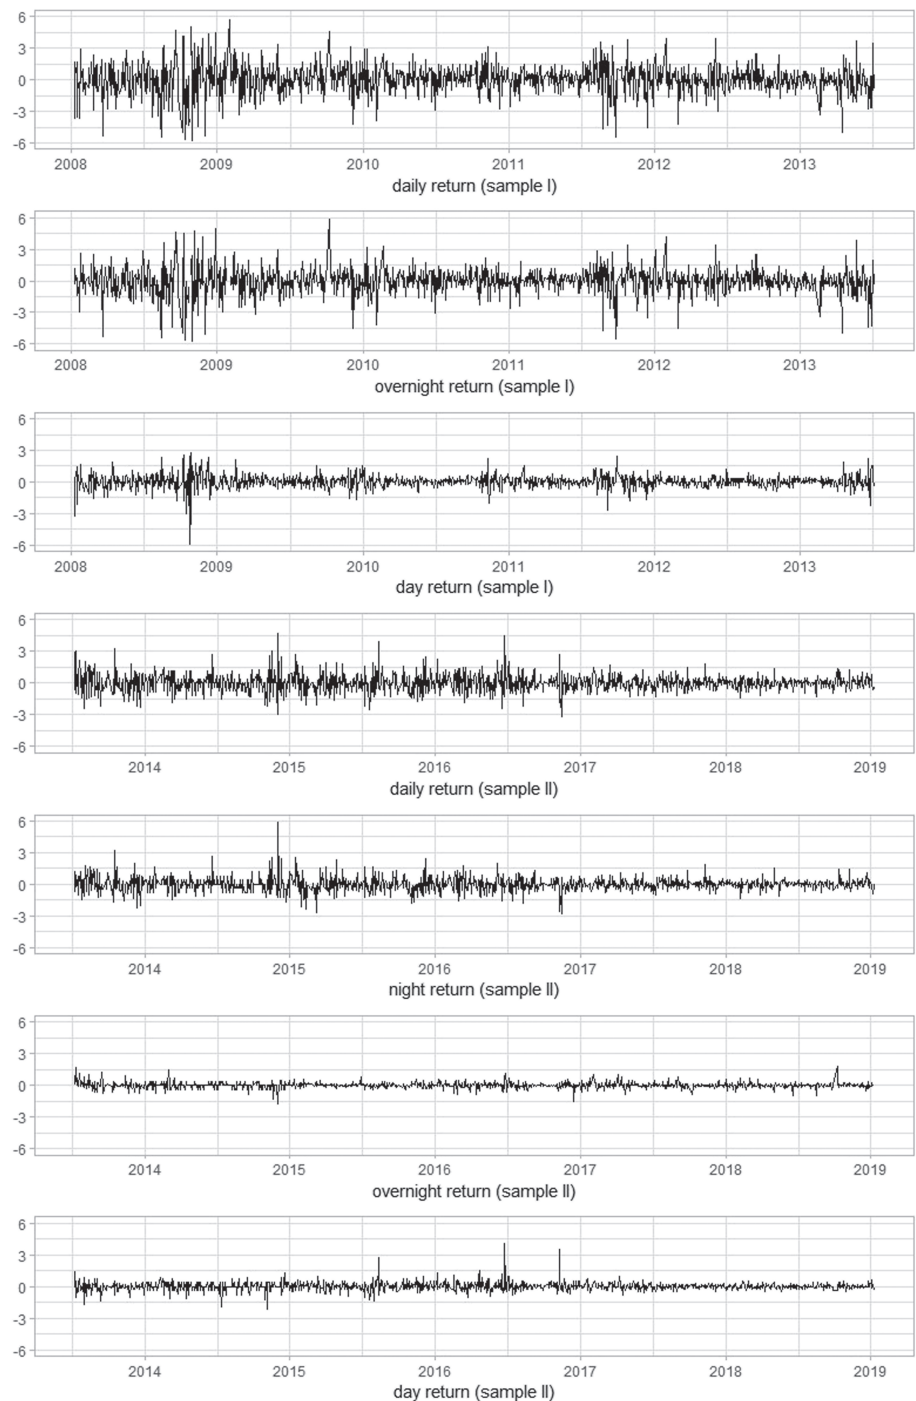 6
3
0
-3
-6
2008 2009 2010 2011 2012 2013
daily return (sample I)
6
3
0
-3
-6
2008 2009 2010 2011 2012 2013
overnight return (sample I)
6
3
0
-3
-6
2008 2009 2010 2011 2012 2013
day return (sample I)
6
3
0
-3
-6
2014 2015 2016 2017 2018 2019
daily return (sample II)
6
3
0
-3
-6
2014 2015 2016 2017 2018 2019
night return (sample II)
6
3
0
-3
-6
2014 2015 2016 2017 2018 2019
overnight return (sample II)
6
3
0
-3
-6
2014 2015 2016 2017 2018 2019
day return (sample II)